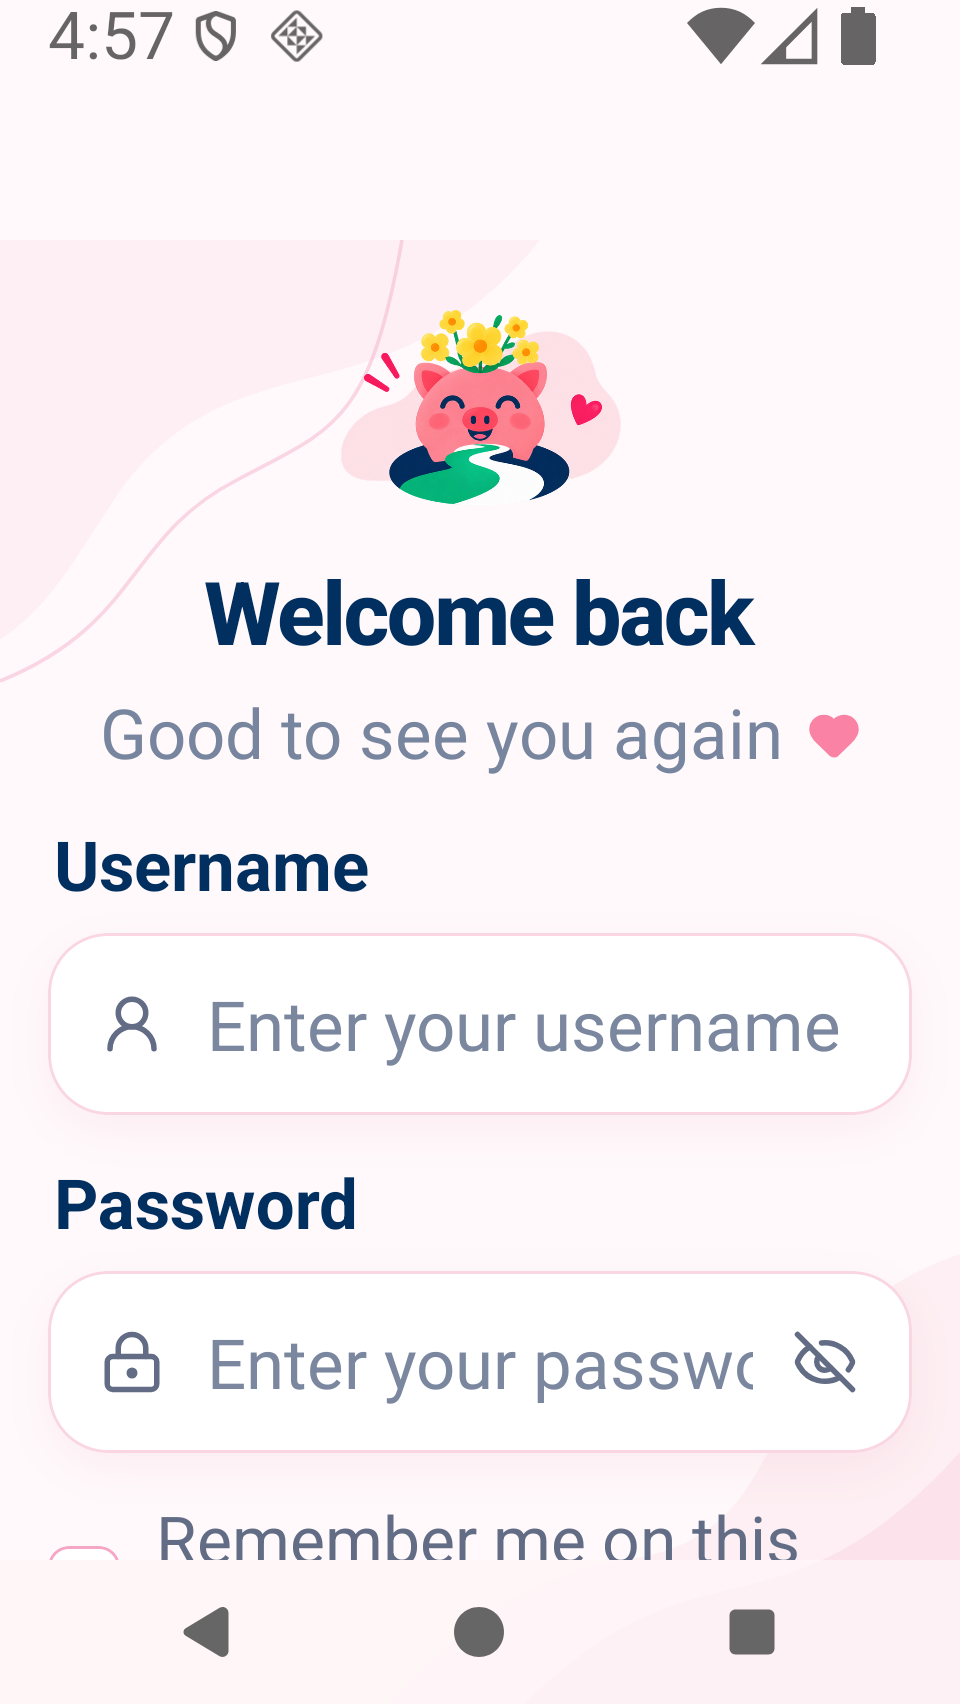 4:57
Welcome back
Good to see you again
Username
Enter your username
Password
Enter your passwo
Remember me on this